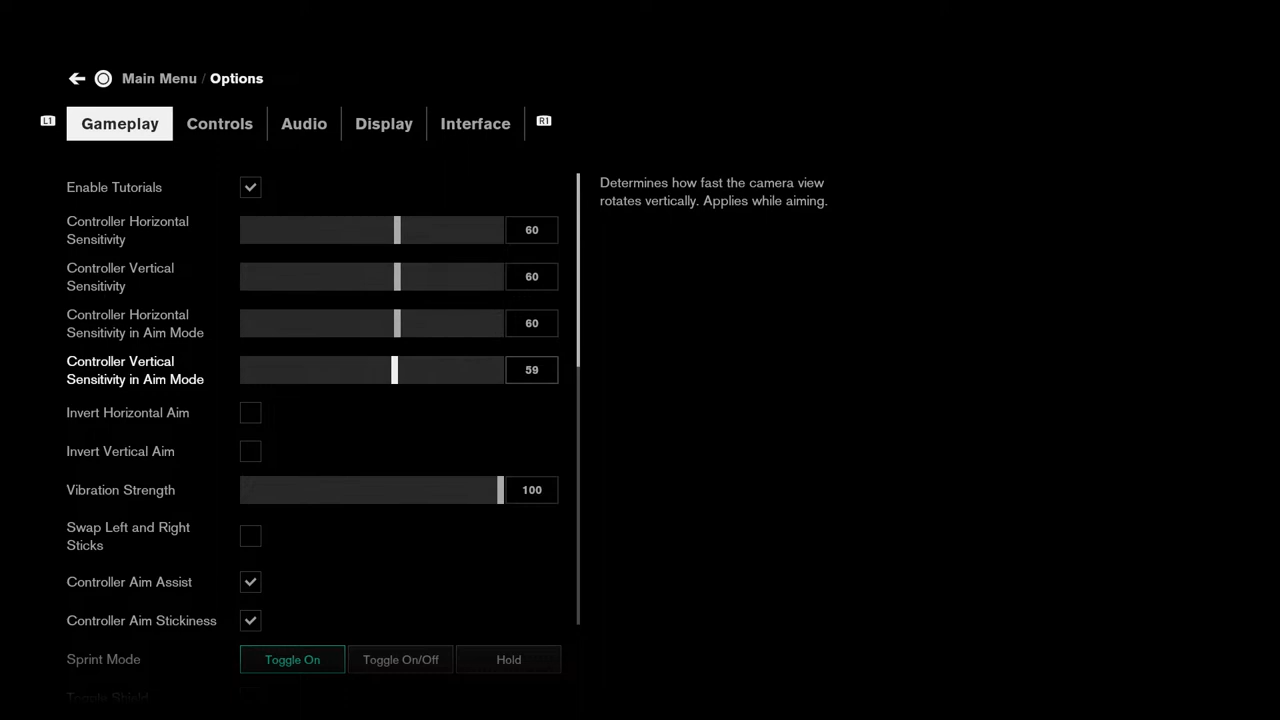 Main Menu / Options
L1 Gameplay Controls Audio Display Interface R1
Enable Tutorials
Controller Horizontal
Sensitivity
60
Controller Vertical
Sensitivity
60
Controller Horizontal
Sensitivity in Aim Mode
60
Controller Vertical
Sensitivity in Aim Mode
59
Invert Horizontal Aim
Invert Vertical Aim
Vibration Strength
100
Swap Left and Right
Sticks
Controller Aim Assist
Controller Aim Stickiness
Sprint Mode
Toggle On Toggle On/Off Hold
Toggle Shield
Determines how fast the camera view
rotates vertically. Applies while aiming.